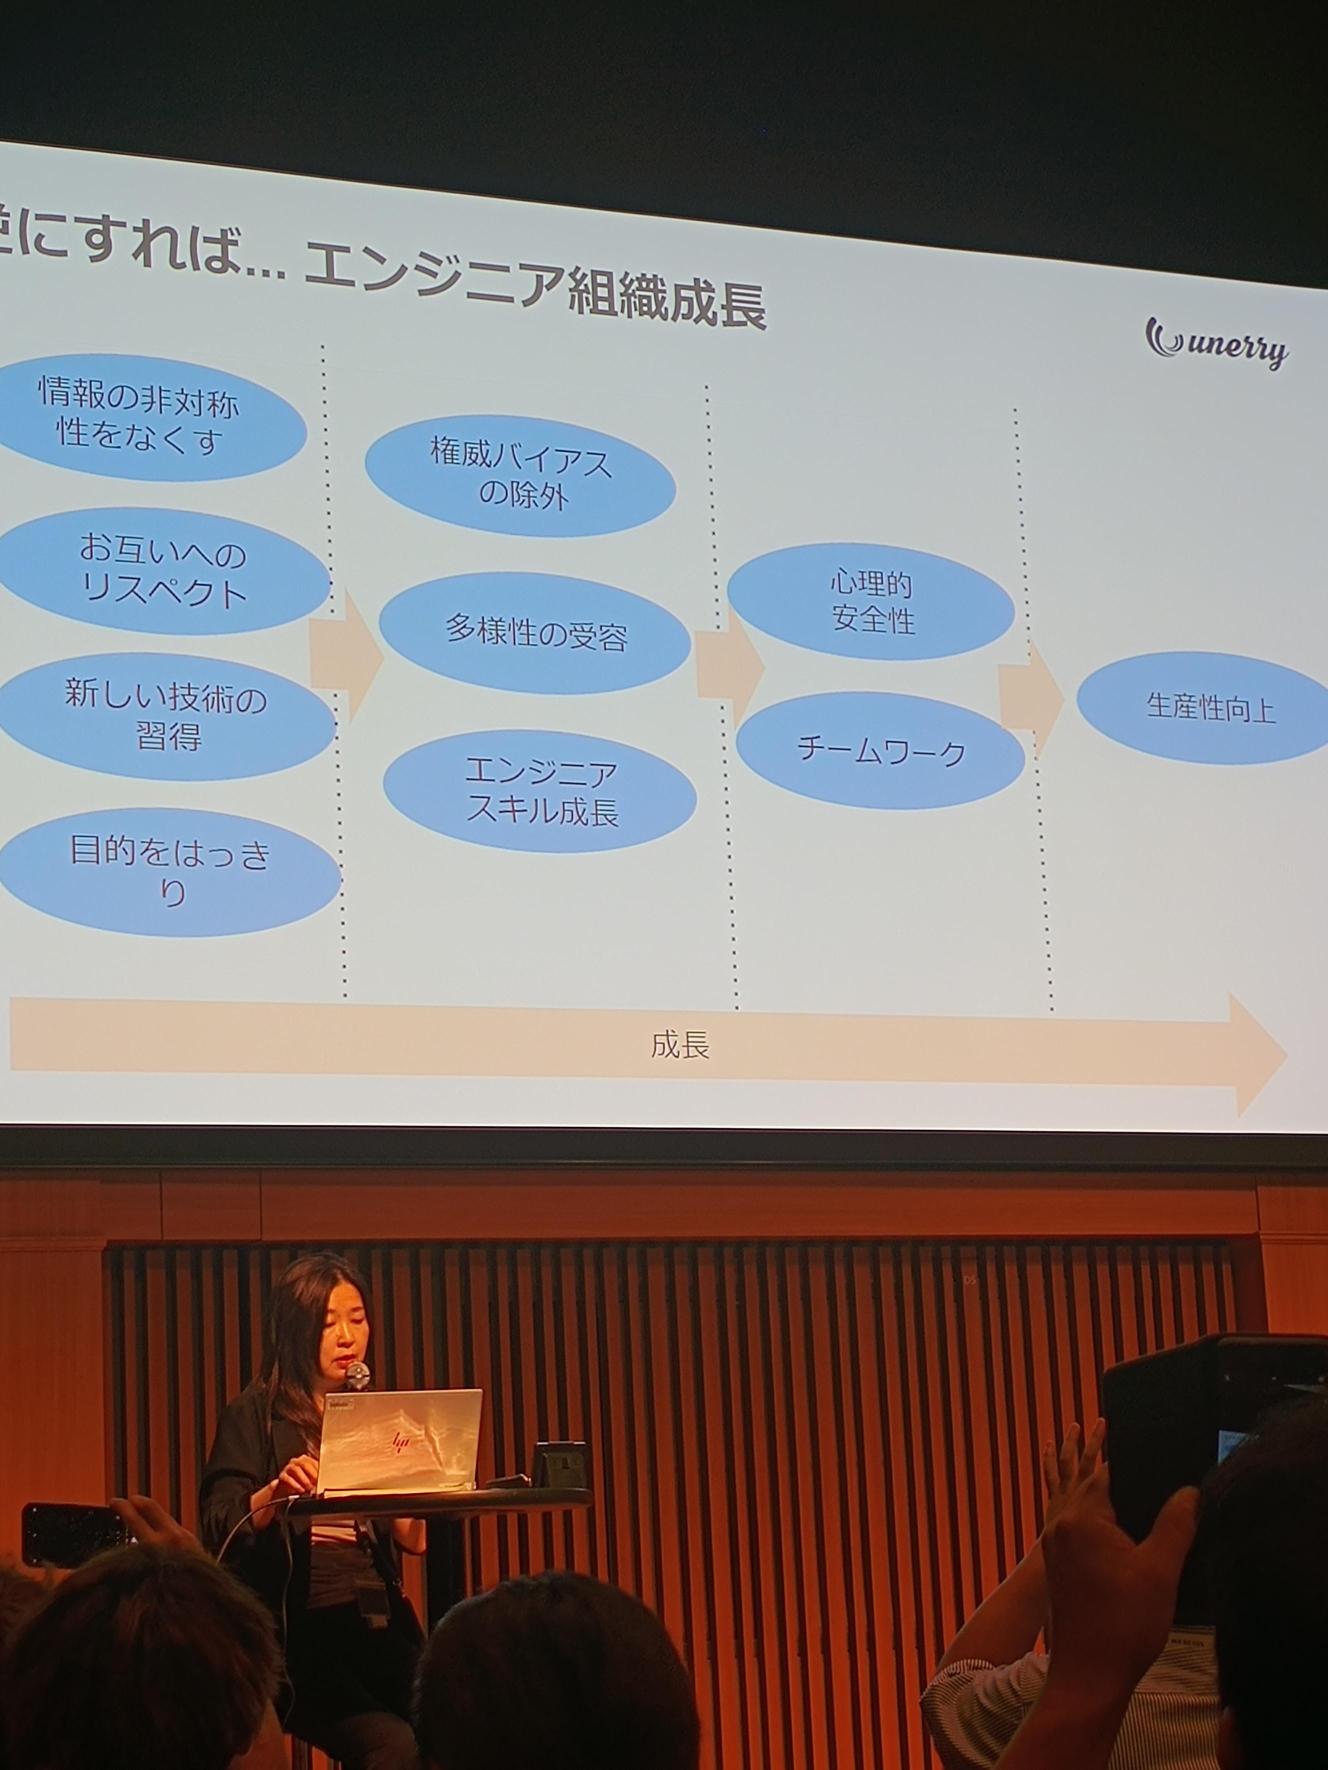 逆にすれば... エンジニア組織成長
unerry
情報の非対称
性をなくす
お互いへの
リスペクト
新しい技術の
習得
目的をはっき
り
権威バイアス
の除外
多様性の受容
エンジニア
スキル成長
心理的
安全性
チームワーク
生産性向上
成長
hp